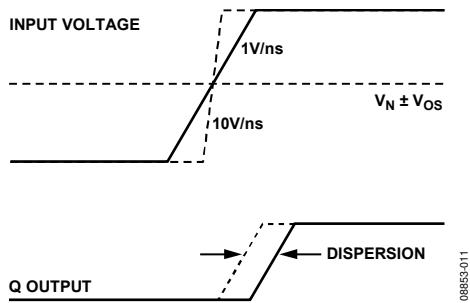 INPUT VOLTAGE
1V/ns
VN ± VOS
10V/ns
DISPERSION
Q OUTPUT
08853-011